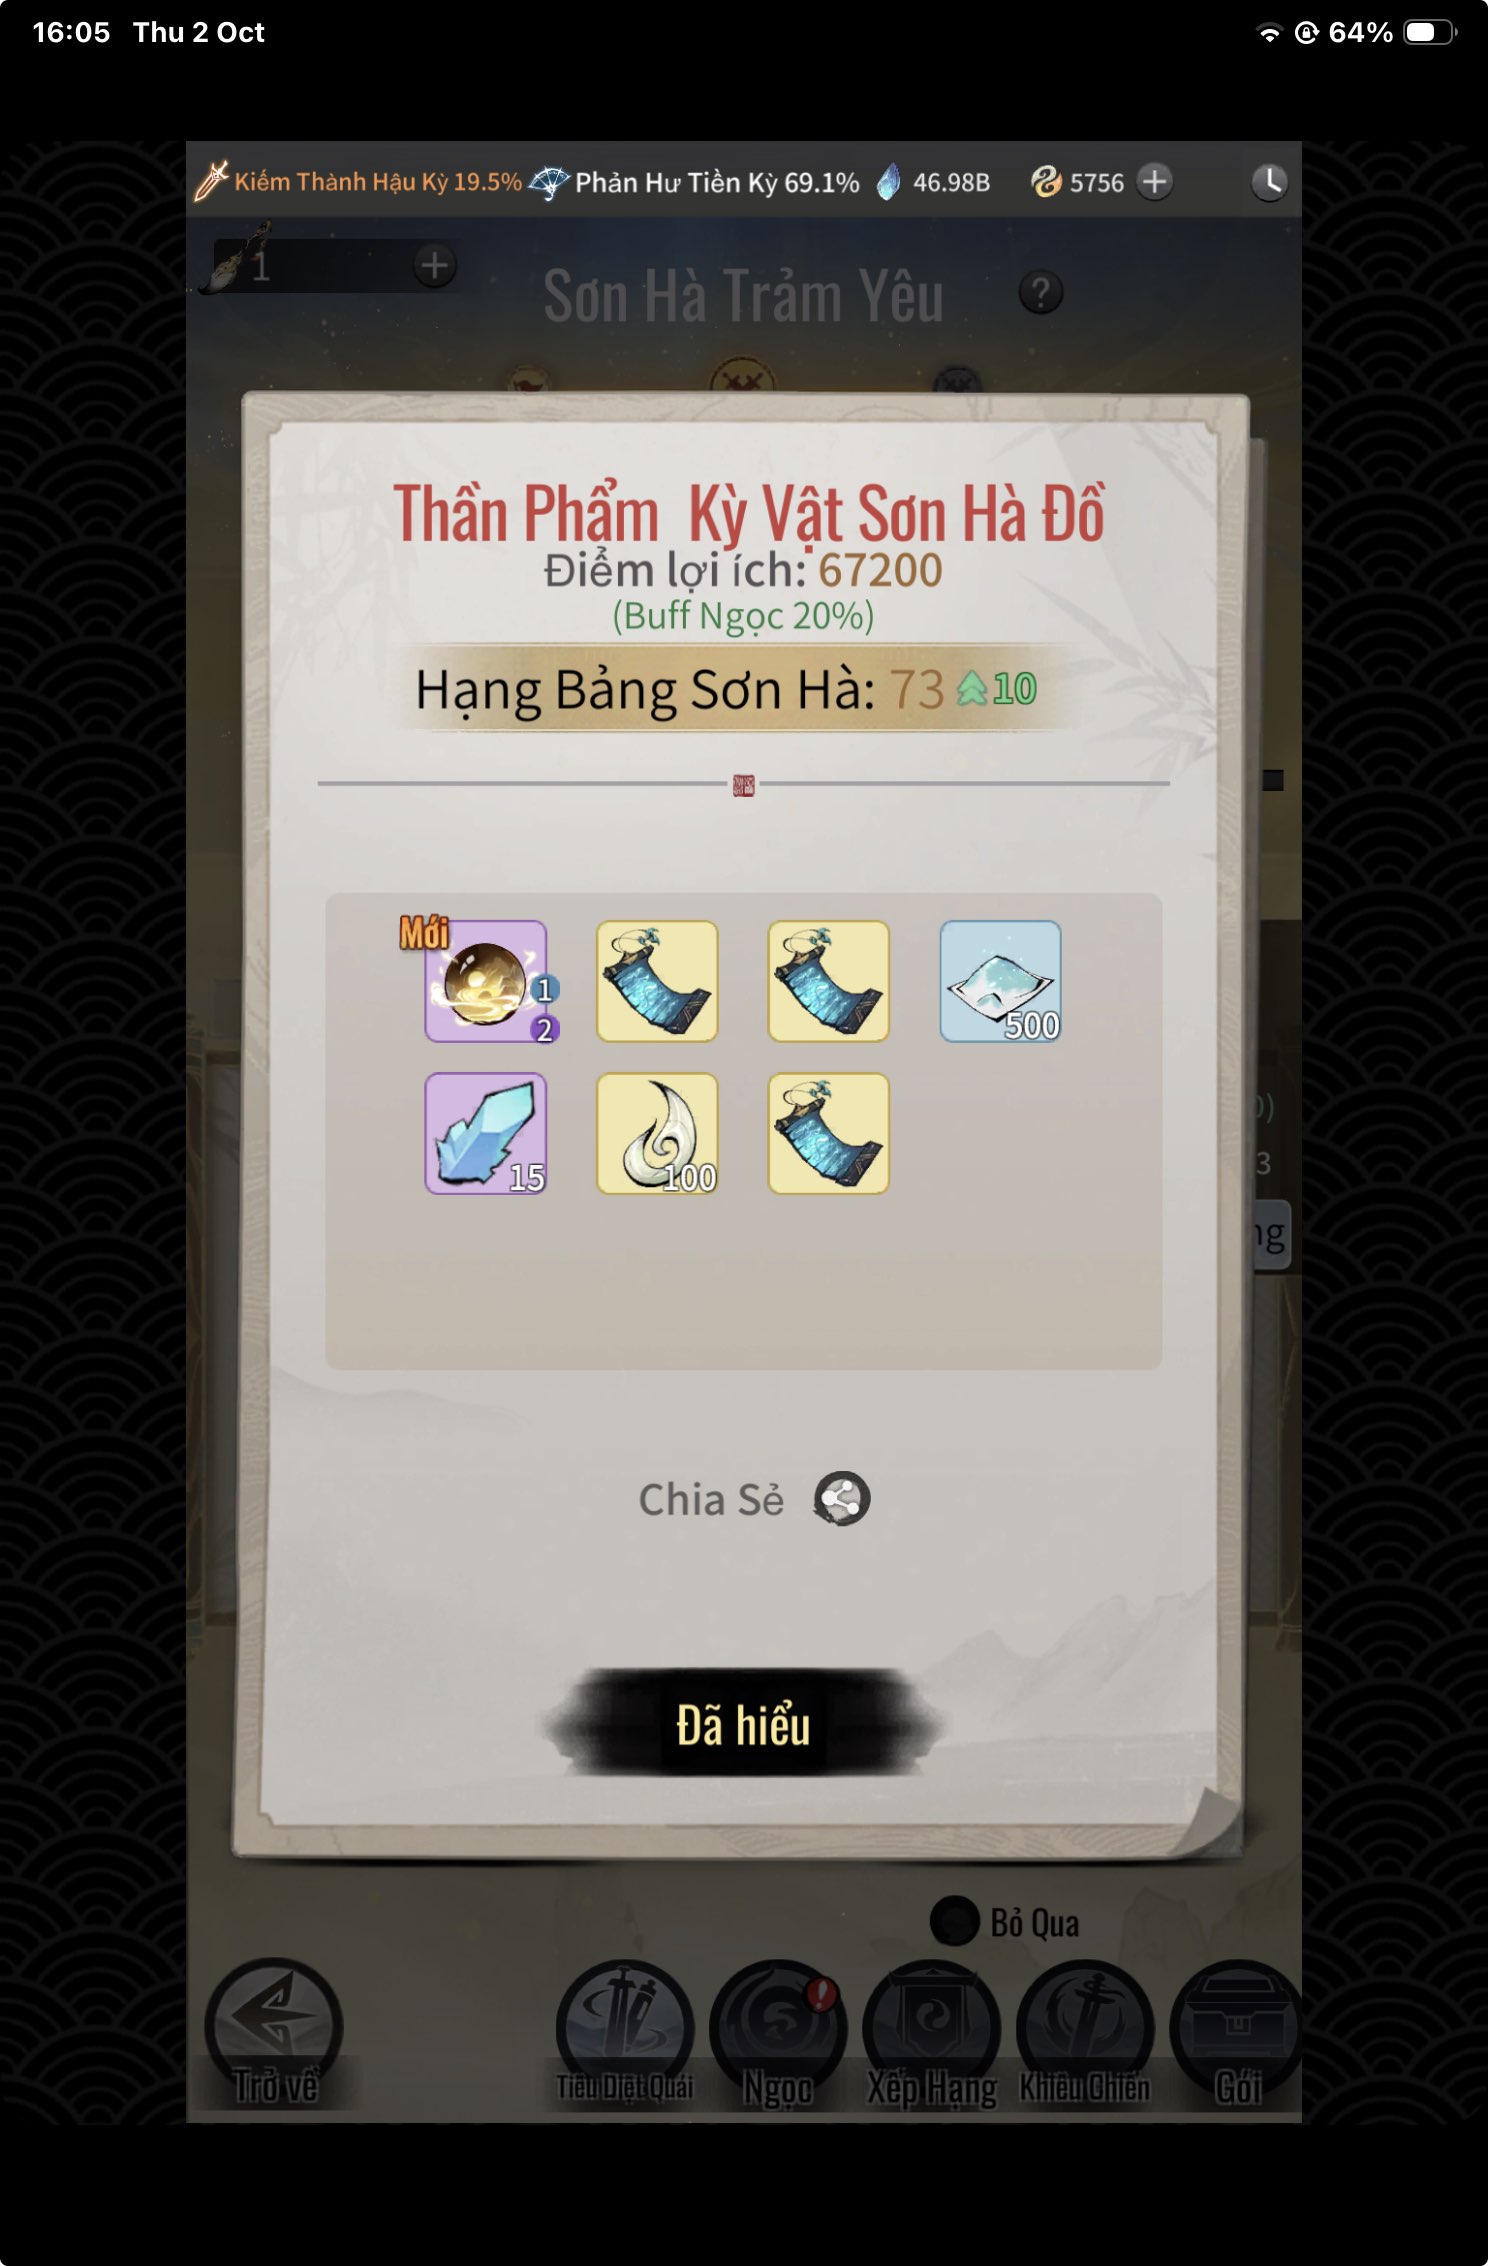 16:05 Thu 2 Oct 64%
Kiếm Thành Hậu Kỳ 19.5% Phản Hư Tiền Kỳ 69.1% 46.98B 5756
1
Sơn Hà Trảm Yêu ?
Thần Phẩm Kỳ Vật Sơn Hà Đồ
Điểm lợi ích: 67200
(Buff Ngọc 20%)
Hạng Bảng Sơn Hà: 73 10
Mới
1
2
500
15
100
3
Chia Sẻ
Đã hiểu
Bỏ Qua
Trở về
Tiêu Diệt Quái
Ngọc
Xếp Hạng
Khiêu Chiến
Gói